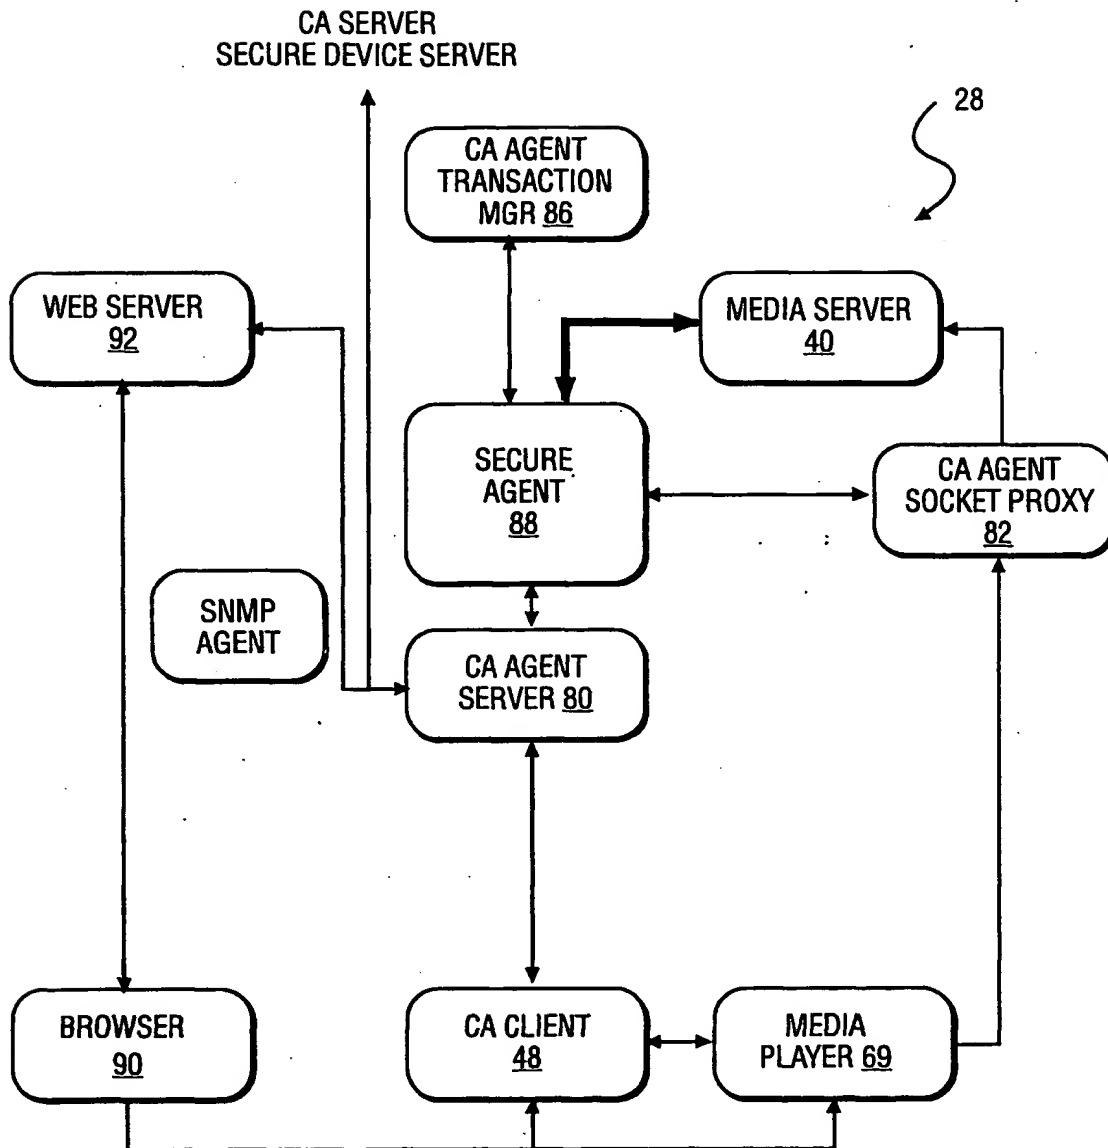 CA SERVER
SECURE DEVICE SERVER
28
CA AGENT
TRANSACTION
MGR 86
WEB SERVER
92
MEDIA SERVER
40
SECURE
AGENT
88
CA AGENT
SOCKET PROXY
82
SNMP
AGENT
CA AGENT
SERVER 80
BROWSER
90
CA CLIENT
48
MEDIA
PLAYER 69